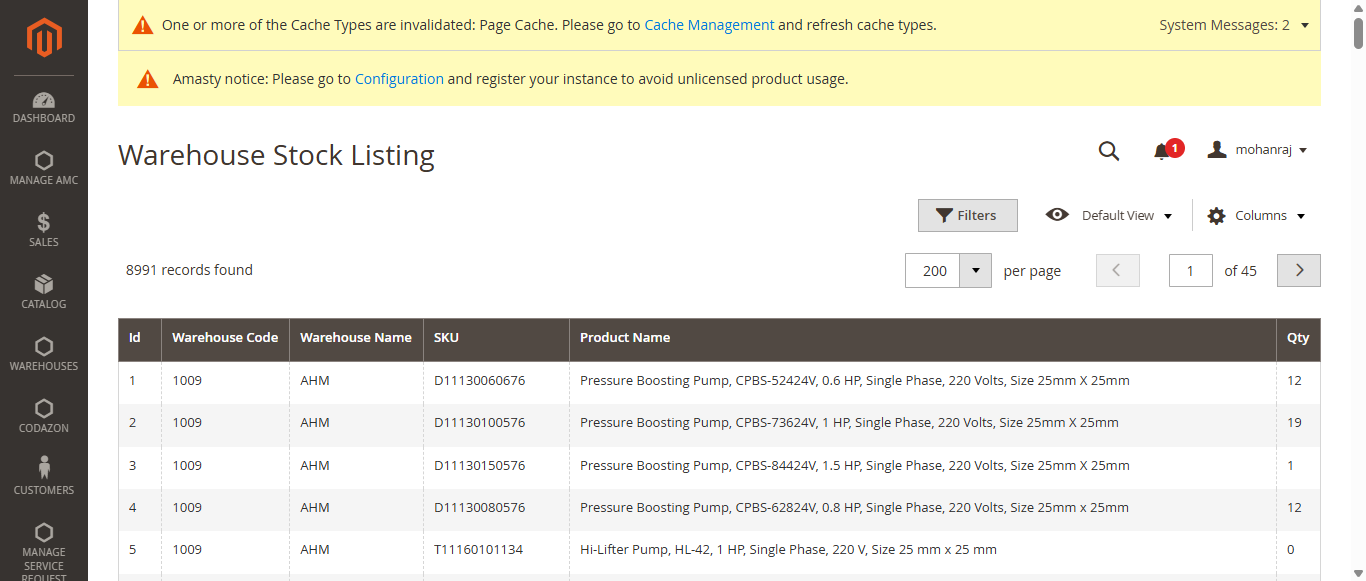 One or more of the Cache Types are invalidated: Page Cache. Please go to Cache Management and refresh cache types.
System Messages: 2
Amasty notice: Please go to Configuration and register your instance to avoid unlicensed product usage.
DASHBOARD
MANAGE AMC
SALES
CATALOG
WAREHOUSES
CODAZON
CUSTOMERS
MANAGE
SERVICE
REQUEST
Warehouse Stock Listing
1
mohanraj
Filters
Default View
Columns
8991 records found
200
per page
1
of 45
Id Warehouse Code Warehouse Name SKU Product Name Qty
1 1009 AHM D11130060676 Pressure Boosting Pump, CPBS-52424V, 0.6 HP, Single Phase, 220 Volts, Size 25mm X 25mm 12
2 1009 AHM D11130100576 Pressure Boosting Pump, CPBS-73624V, 1 HP, Single Phase, 220 Volts, Size 25mm X 25mm 19
3 1009 AHM D11130150576 Pressure Boosting Pump, CPBS-84424V, 1.5 HP, Single Phase, 220 Volts, Size 25mm X 25mm 1
4 1009 AHM D11130080576 Pressure Boosting Pump, CPBS-62824V, 0.8 HP, Single Phase, 220 Volts, Size 25mm x 25mm 12
5 1009 AHM T11160101134 Hi-Lifter Pump, HL-42, 1 HP, Single Phase, 220 V, Size 25 mm x 25 mm 0